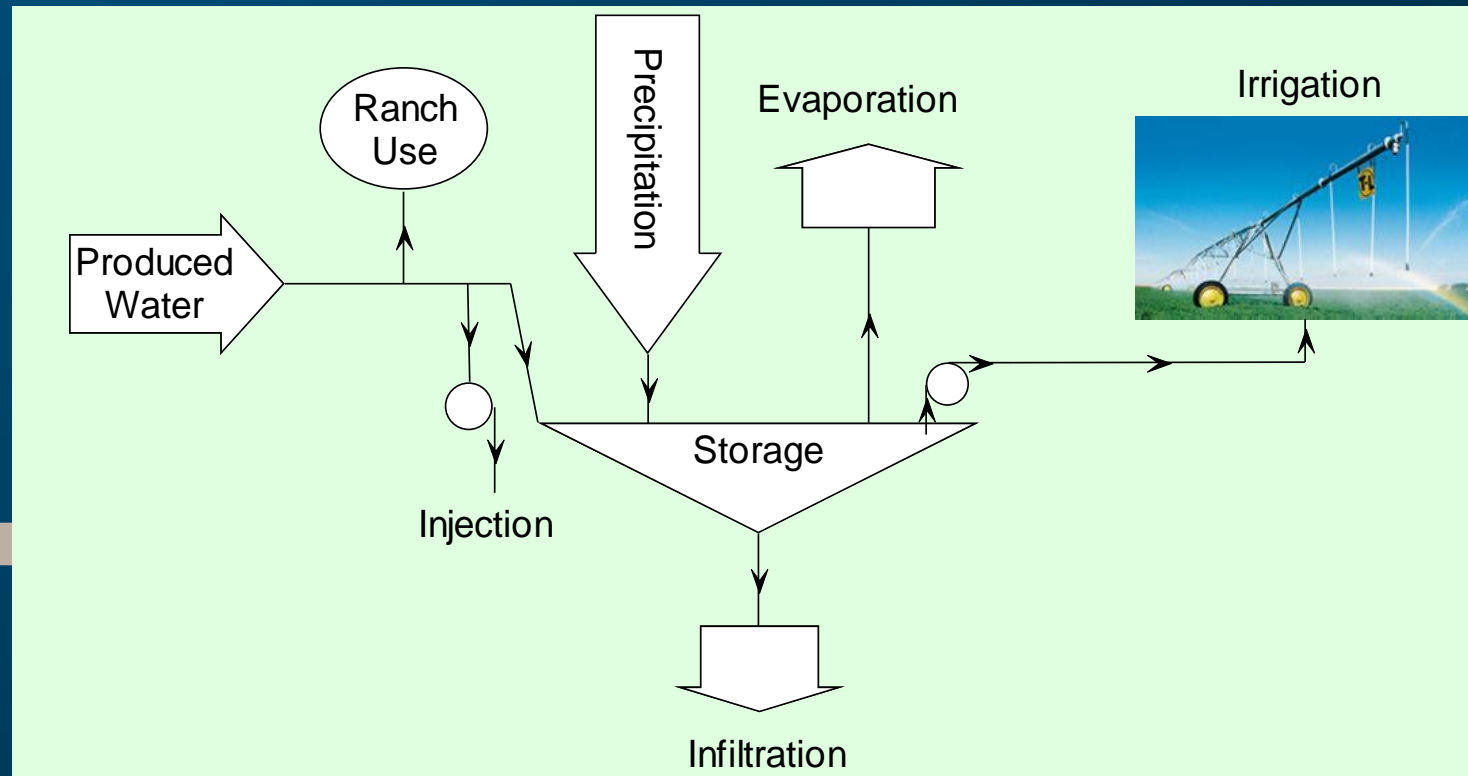 Ranch
Use
Precipitation
Evaporation
Irrigation
Produced
Water
Storage
Injection
Infiltration